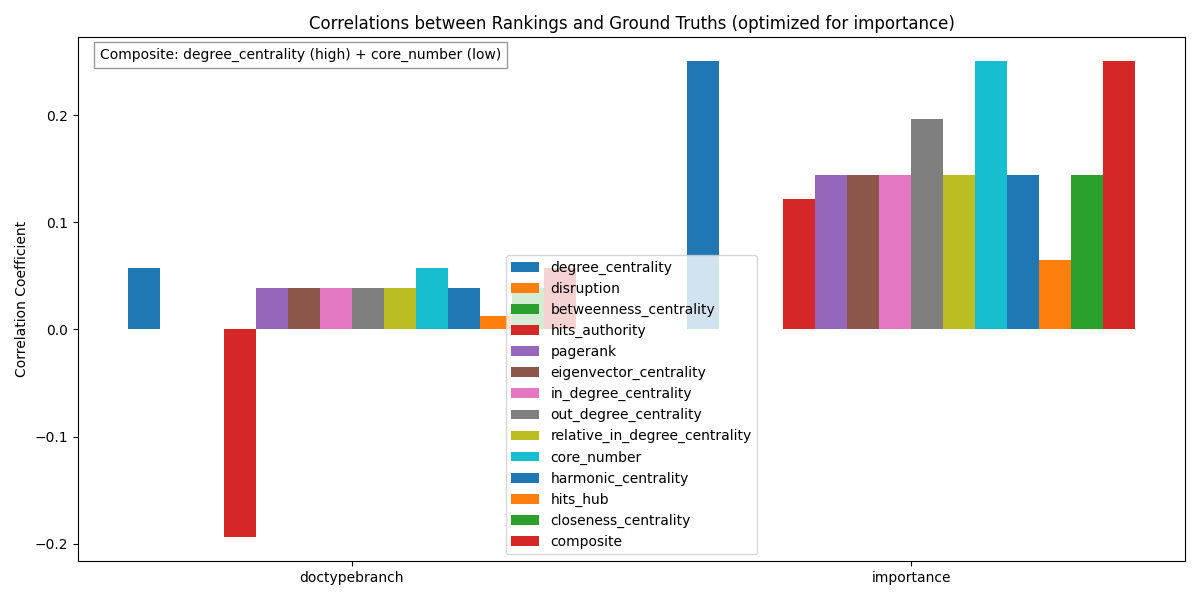 Correlations between Rankings and Ground Truths (optimized for importance)
Composite: degree_centrality (high) + core_number (low)
Correlation Coefficient
0.2
0.1
0.0
−0.1
−0.2
degree_centrality
disruption
betweenness_centrality
hits_authority
pagerank
eigenvector_centrality
in_degree_centrality
out_degree_centrality
relative_in_degree_centrality
core_number
harmonic_centrality
hits_hub
closeness_centrality
composite
doctypebranch
importance